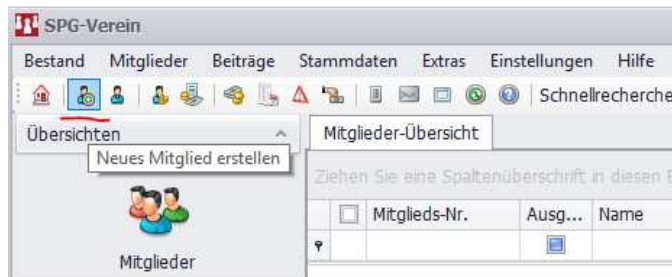 SPG-Verein
Bestand Mitglieder Beiträge Stammdaten Extras Einstellungen Hilfe
Schnellrecherche
Übersichten
Mitglieder-Übersicht
Neues Mitglied erstellen
Ziehen Sie eine Spaltenüberschrift in diesen
Mitglieds-Nr. Ausg... Name
Mitglieder